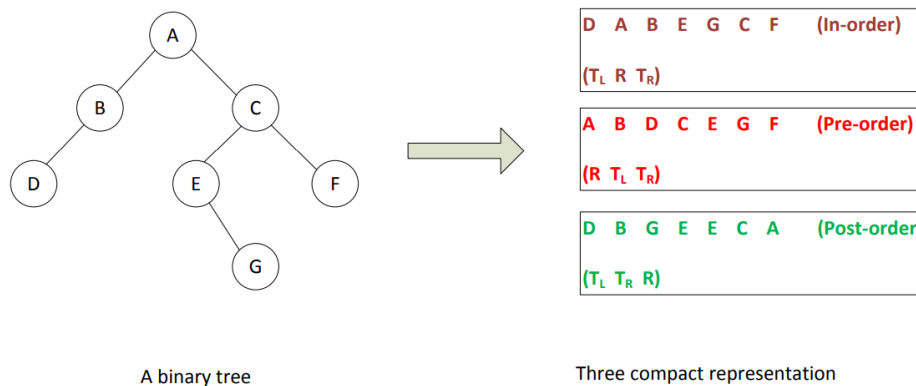 A
B
C
D
E
F
G
A binary tree
D A B E G C F (In-order)
(TL R TR)
A B D C E G F (Pre-order)
(R TL TR)
D B G E E C A (Post-order
(TL TR R)
Three compact representation